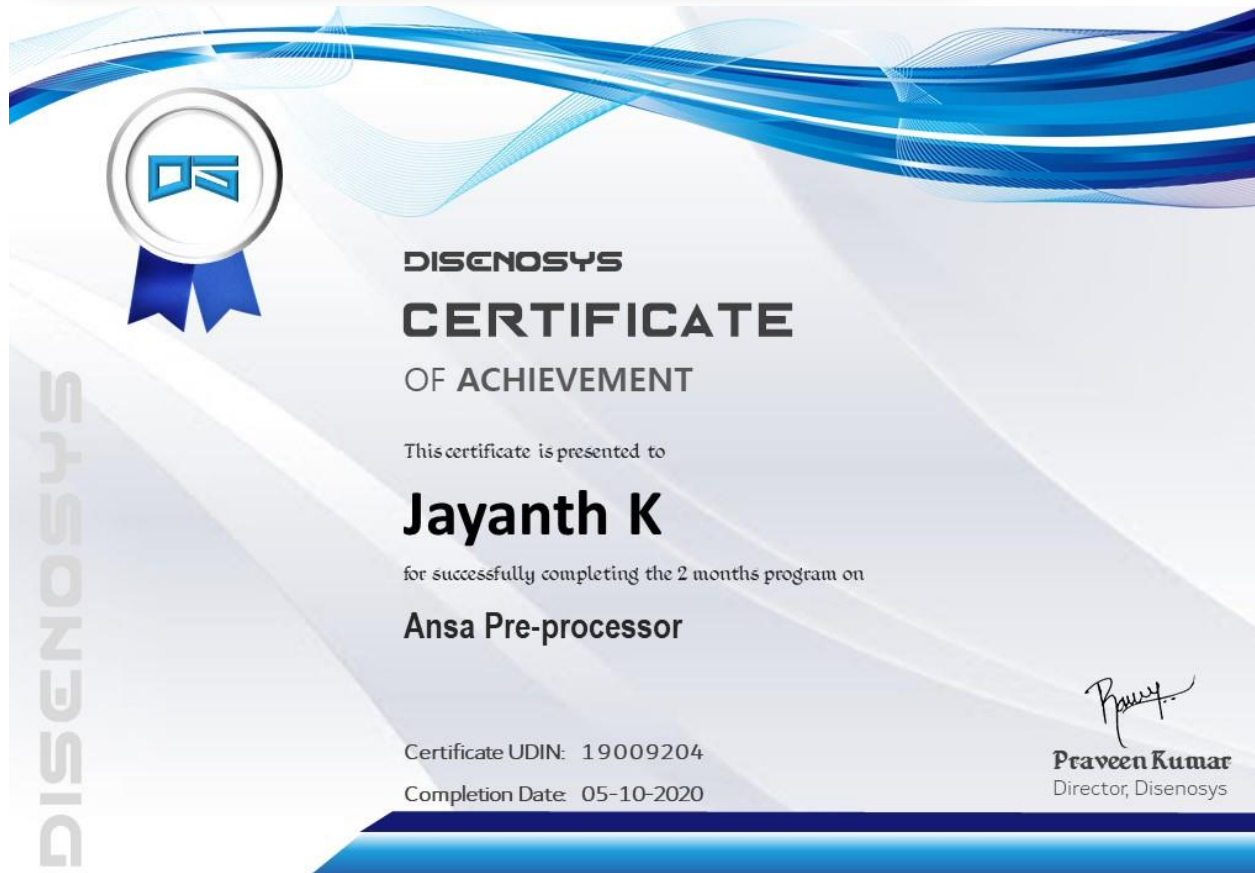 DS
DISENOSYS
CERTIFICATE
OF ACHIEVEMENT
This certificate is presented to
Jayanth K
for successfully completing the 2 months program on
Ansa Pre-processor
Certificate UDIN: 19009204
Completion Date: 05-10-2020
Praveen Kumar
Director, Disenosys
DISENOSYS